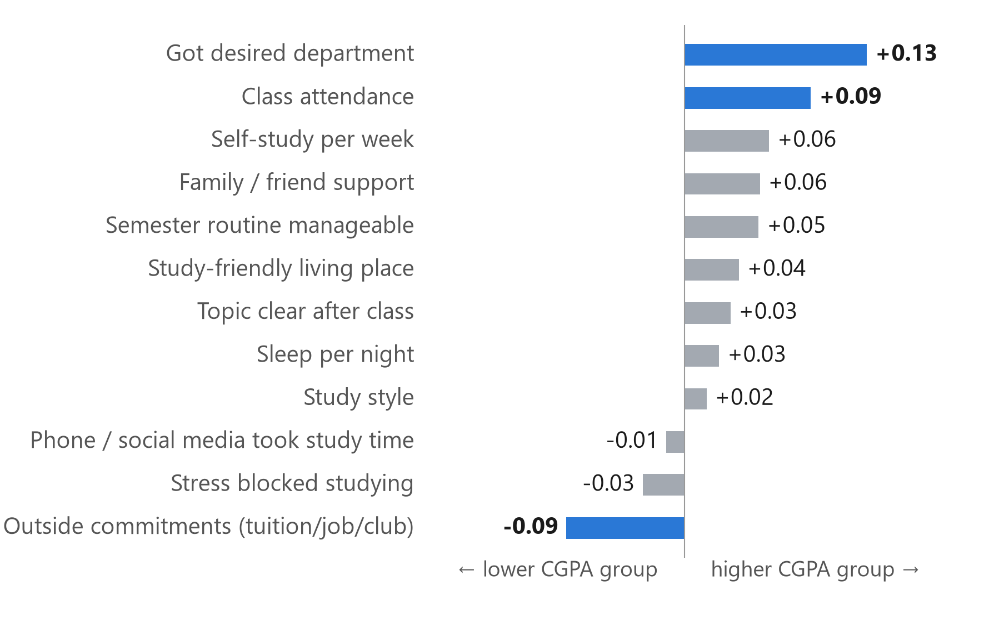 Got desired department +0.13
Class attendance +0.09
Self-study per week +0.06
Family / friend support +0.06
Semester routine manageable +0.05
Study-friendly living place +0.04
Topic clear after class +0.03
Sleep per night +0.03
Study style +0.02
Phone / social media took study time -0.01
Stress blocked studying -0.03
Outside commitments (tuition/job/club) -0.09
← lower CGPA group higher CGPA group →